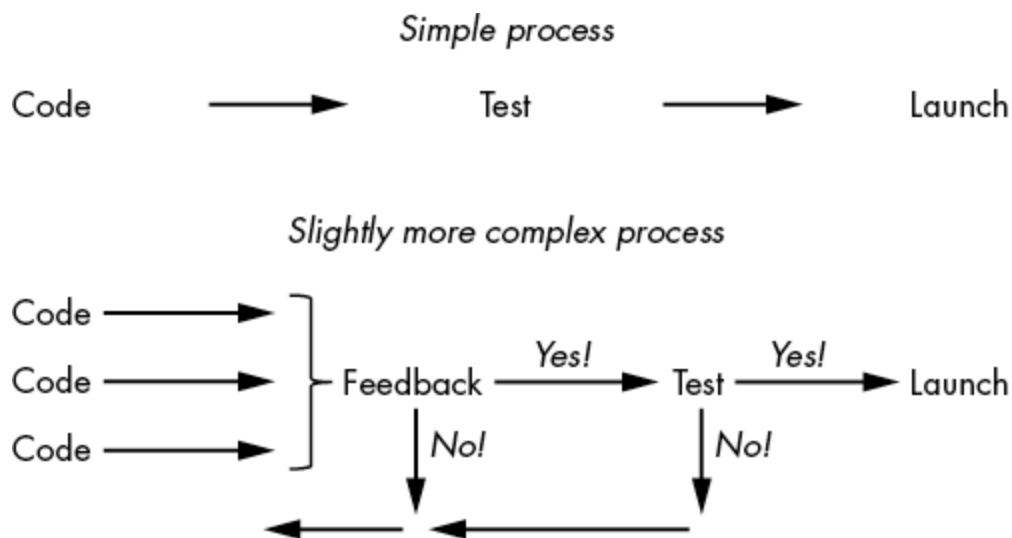 Simple process
Code Test Launch
Slightly more complex process
Code
Yes! Yes!
Code Feedback Test Launch
Code No! No!